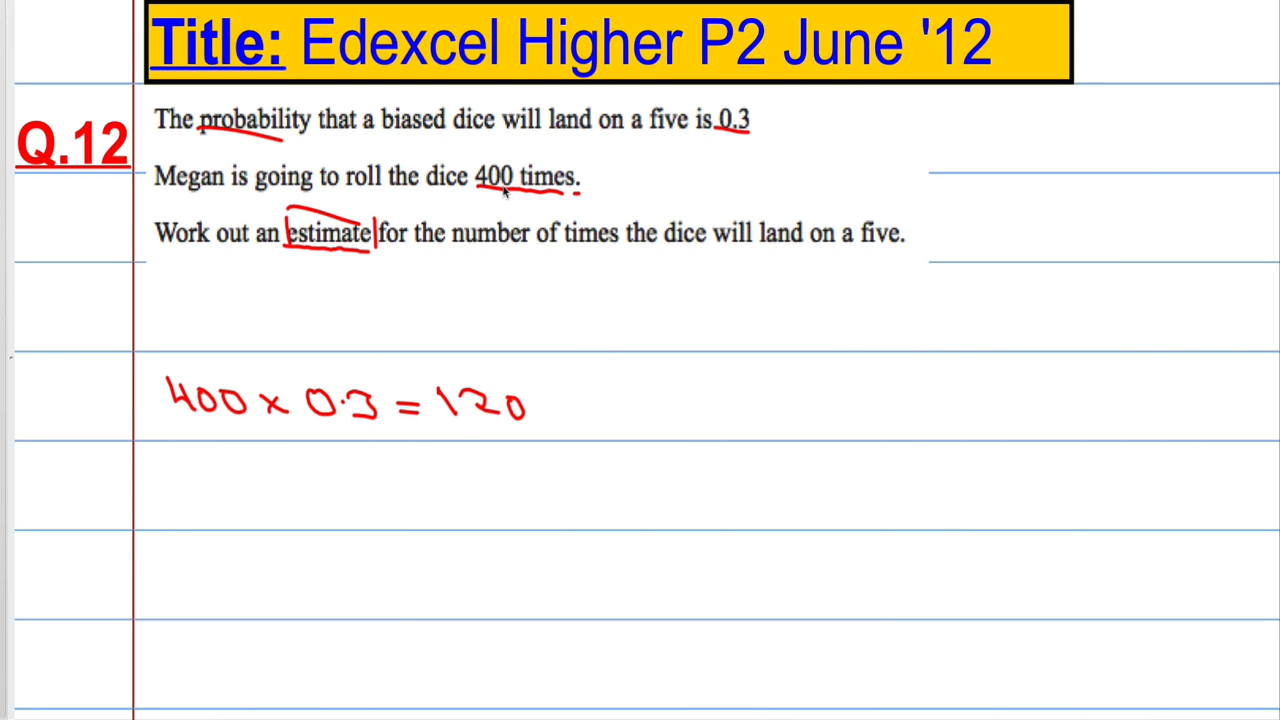 Title: Edexcel Higher P2 June '12
Q.12
The probability that a biased dice will land on a five is 0.3
Megan is going to roll the dice 400 times.
Work out an estimate for the number of times the dice will land on a five.
400 × 0.3 = 120